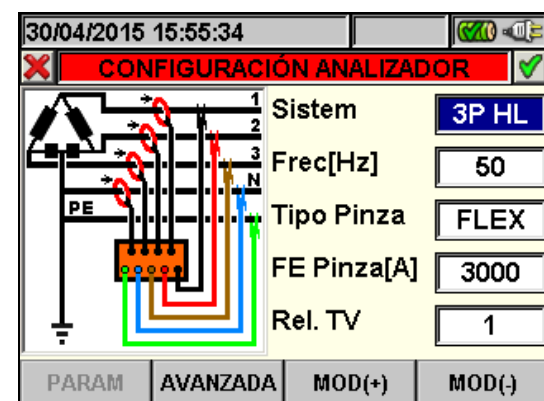 30/04/2015 15:55:34
CONFIGURACIÓN ANALIZADOR
1
2
3
N
PE
Sistem 3P HL
Frec[Hz] 50
Tipo Pinza FLEX
FE Pinza[A] 3000
Rel. TV 1
PARAM AVANZADA MOD(+) MOD(-)